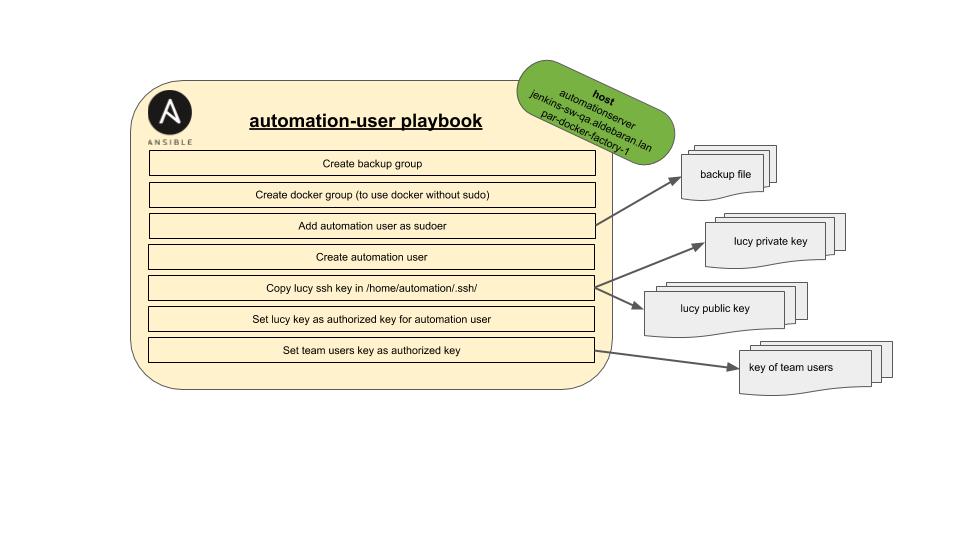 ANSIBLE
automation-user playbook
host
automationserver
jenkins-sw-qa.aldebaran.lan
par-docker-factory-1
Create backup group
Create docker group (to use docker without sudo)
Add automation user as sudoer
Create automation user
Copy lucy ssh key in /home/automation/.ssh/
Set lucy key as authorized key for automation user
Set team users key as authorized key
backup file
lucy private key
lucy public key
key of team users